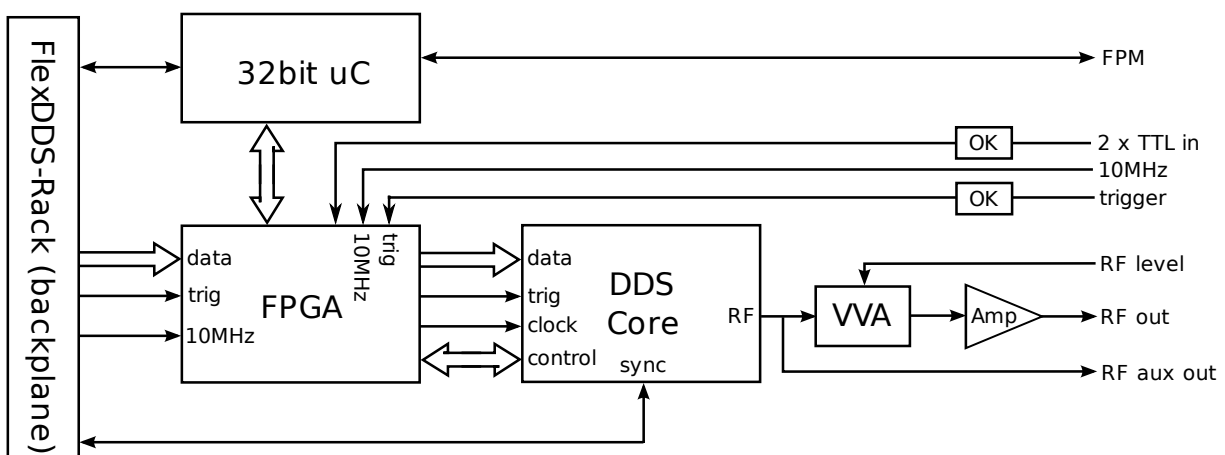 FlexDDS-Rack (backplane)
32bit uC
FPM
OK
2 x TTL in
10MHz
OK
trigger
data
trig
10MHz
FPGA
10MHz
trig
data
trig
clock
control
DDS
Core
sync
RF
RF level
VVA
Amp
RF out
RF aux out